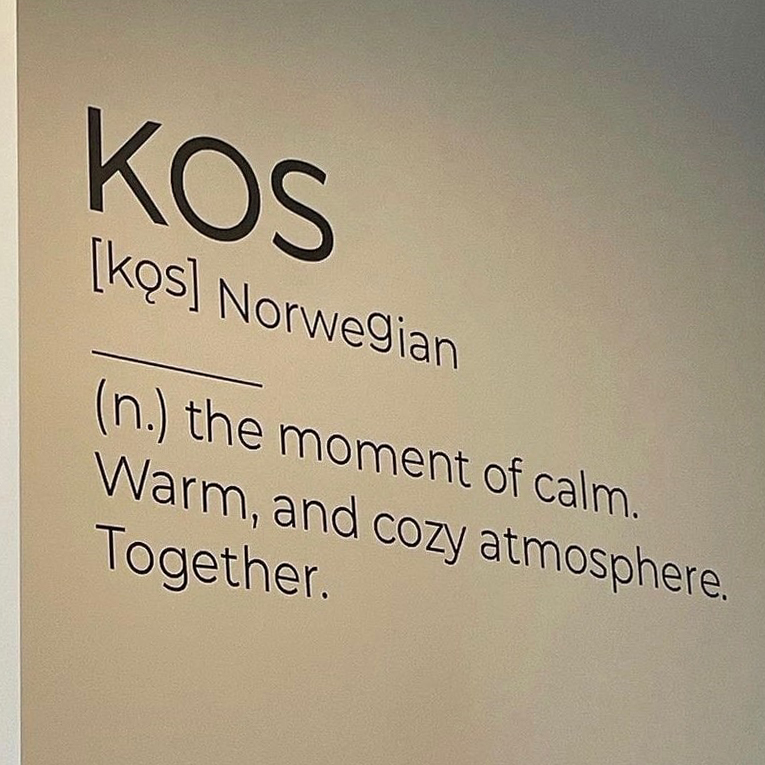 KOS
[kǫs] Norwegian
(n.) the moment of calm.
Warm, and cozy atmosphere.
Together.